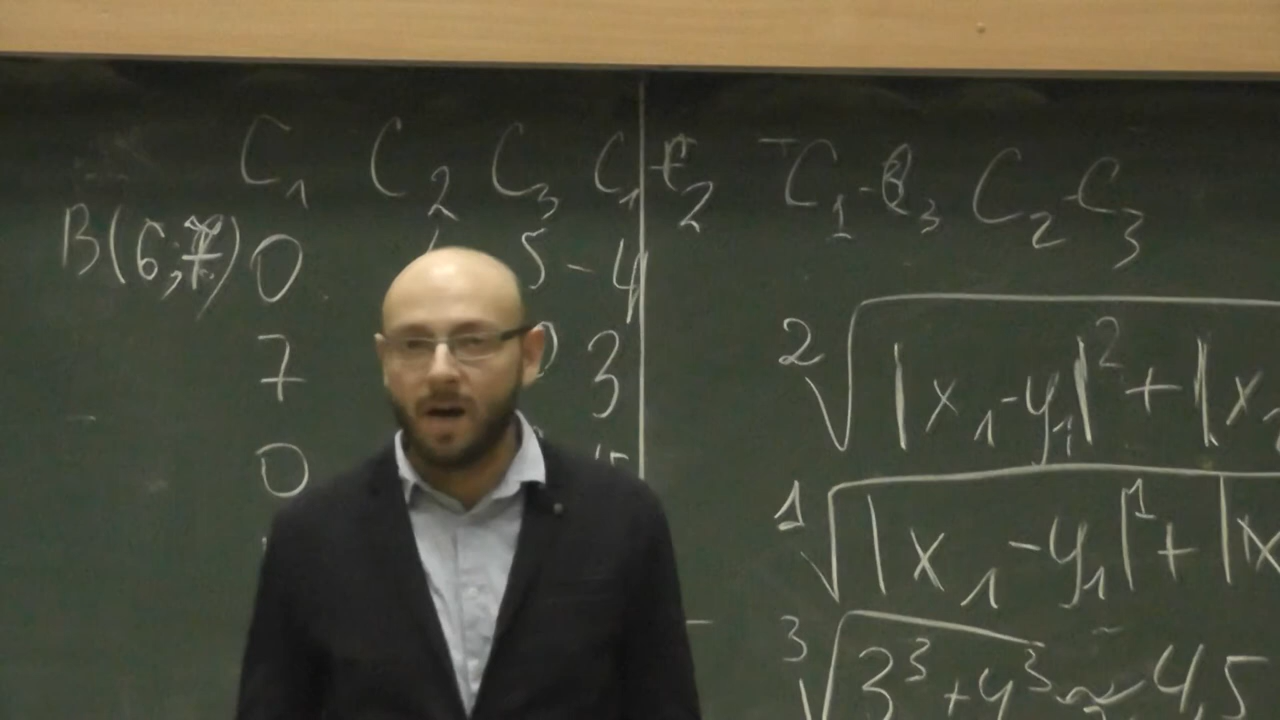 C₁ C₂ C₃ C₁-C₂ C₁-C₃ C₂-C₃
B(6;7) 0 5 -4
7 3
0
²√|x₁-y₁|² + |x
¹√|x₁-y₁|¹ + |x
³√3³+4³ ≈ 4,5